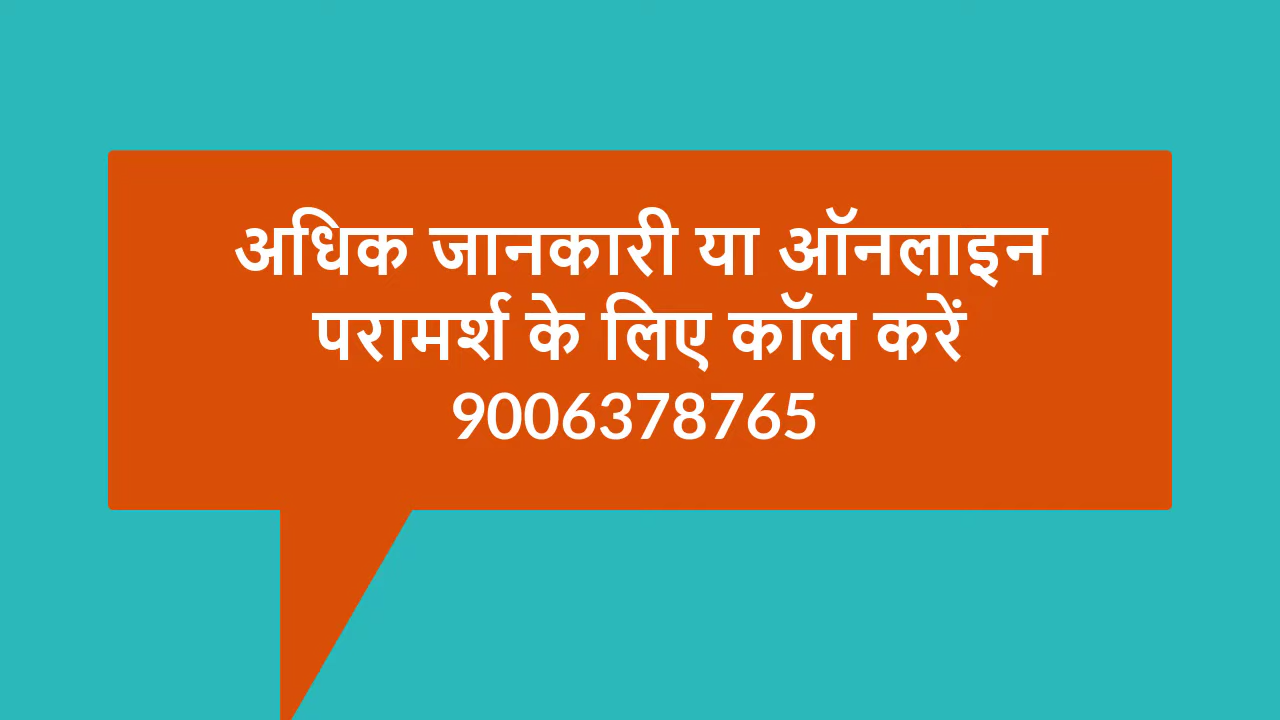 अधिक जानकारी या ऑनलाइन
परामर्श के लिए कॉल करें
9006378765